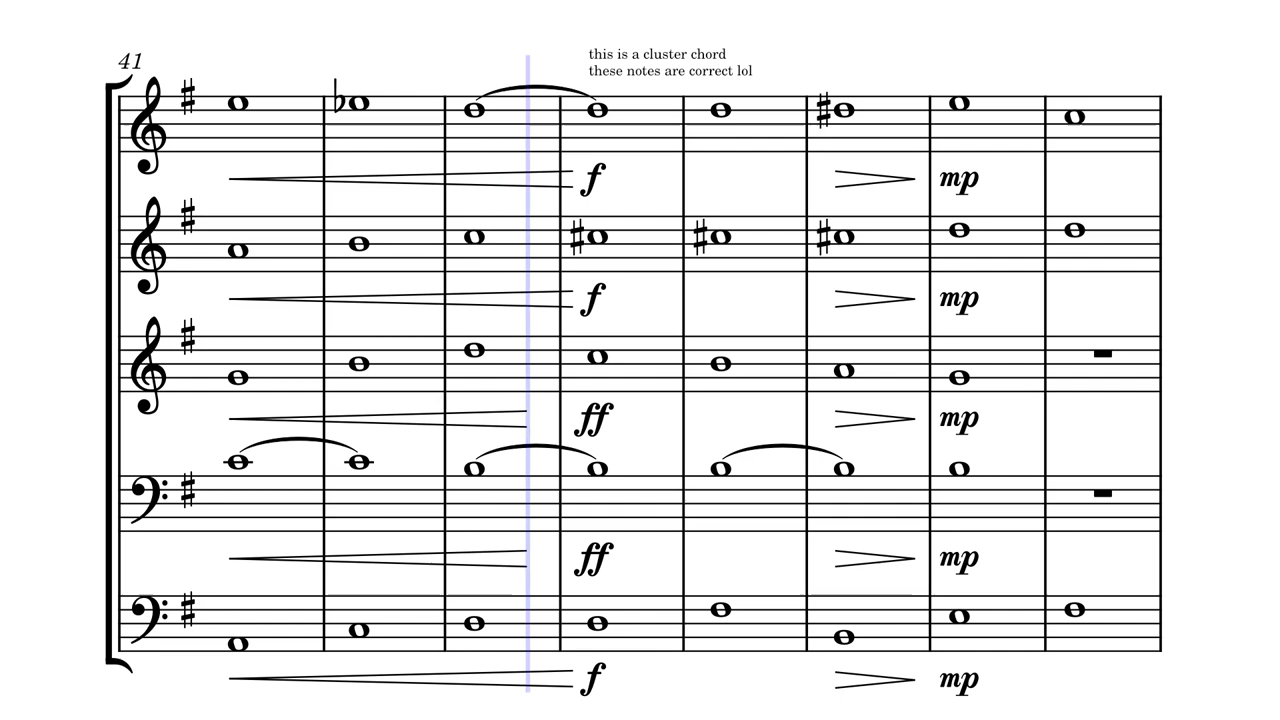 41
this is a cluster chord
these notes are correct lol
f
mp
f
mp
ff
mp
ff
mp
f
mp